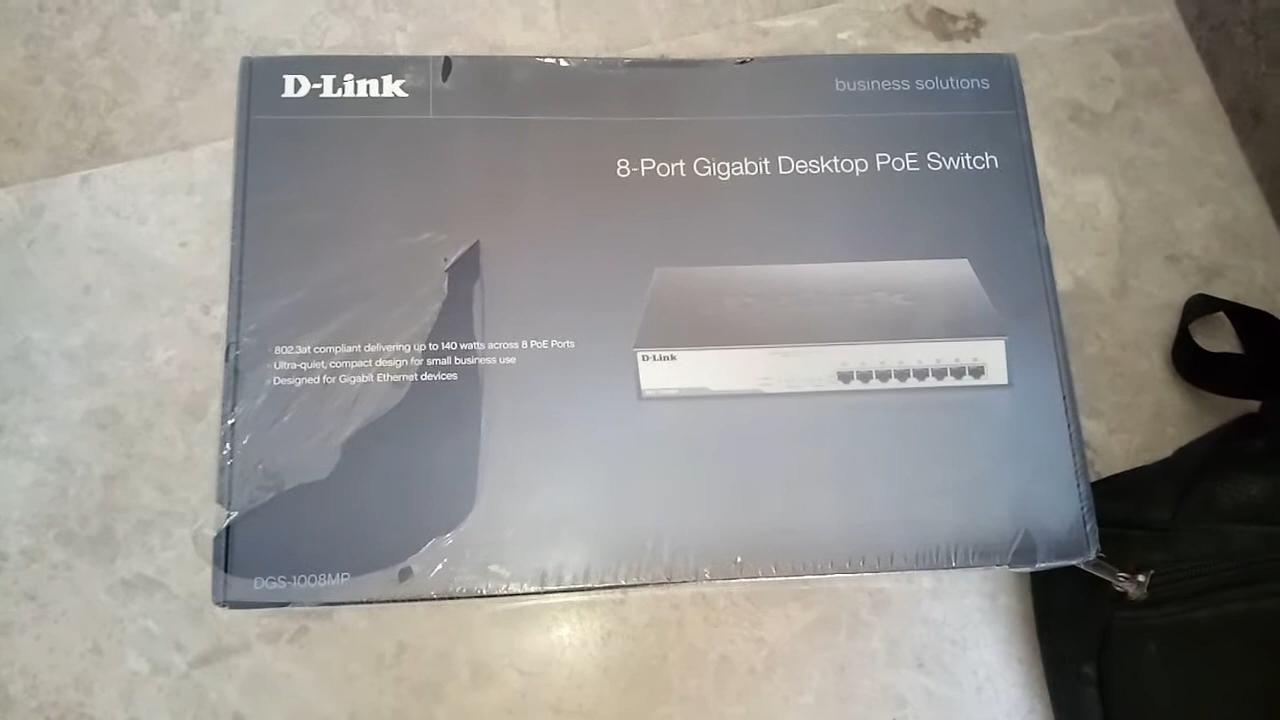 D-Link
business solutions
8-Port Gigabit Desktop PoE Switch
802.3at compliant delivering up to 140 watts across 8 PoE Ports
Ultra-quiet, compact design for small business use
Designed for Gigabit Ethernet devices
D-Link
DGS-1008MP